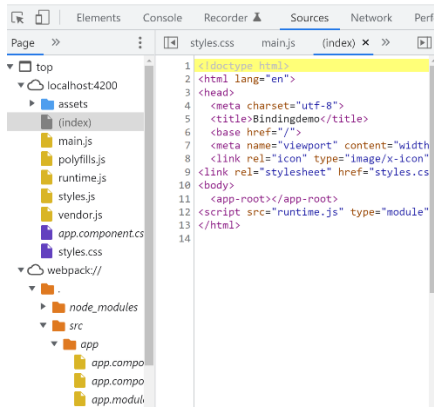 Elements Console Recorder Sources Network Perf
Page » styles.css main.js (index) × »
top
localhost:4200
assets
(index)
main.js
polyfills.js
runtime.js
styles.js
vendor.js
app.component.cs
styles.css
webpack://
.
node_modules
src
app
app.compo
app.compo
app.modul
1 <!doctype html>
2 <html lang="en">
3 <head>
4 <meta charset="utf-8">
5 <title>Bindingdemo</title>
6 <base href="/">
7 <meta name="viewport" content="width
8 <link rel="icon" type="image/x-icon"
9 <link rel="stylesheet" href="styles.cs
10 <body>
11 <app-root></app-root>
12 <script src="runtime.js" type="module"
13 </html>
14